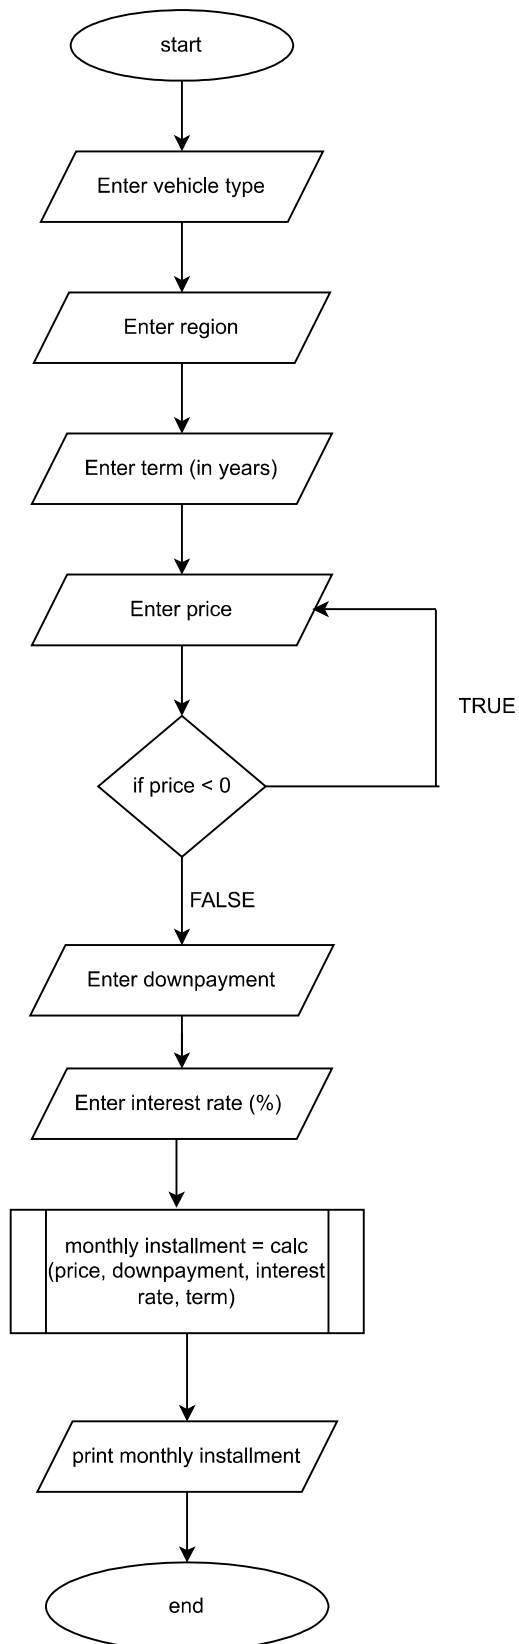 start
Enter vehicle type
Enter region
Enter term (in years)
Enter price
TRUE
if price < 0
FALSE
Enter downpayment
Enter interest rate (%)
monthly installment = calc
(price, downpayment, interest
rate, term)
print monthly installment
end